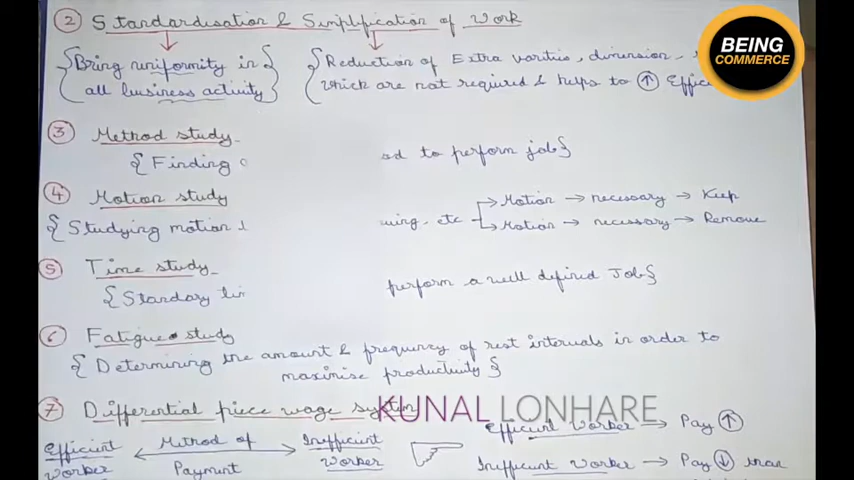 ② Standardisation & Simplification of Work
BEING
COMMERCE
{Bring uniformity in
all business activity}
{Reduction of Extra varities, dimension
which are not required & helps to ↑
③ Method study
{Finding
to perform job}
④ Motion study
{Studying motion
etc
Motion → necessary → Keep
Motion → necessary → Remove
⑤ Time study
{Standary
perform a well defined Job}
⑥ Fatigue study
{Determining the amount & frequency of rest intervals in order to
maximise productivity}
⑦ Differential piece wage system
KUNAL LONHARE
Efficient worker
Method of Payment
Inefficient worker
Efficient worker → Pay ↑
Inefficient worker → Pay ↓ than